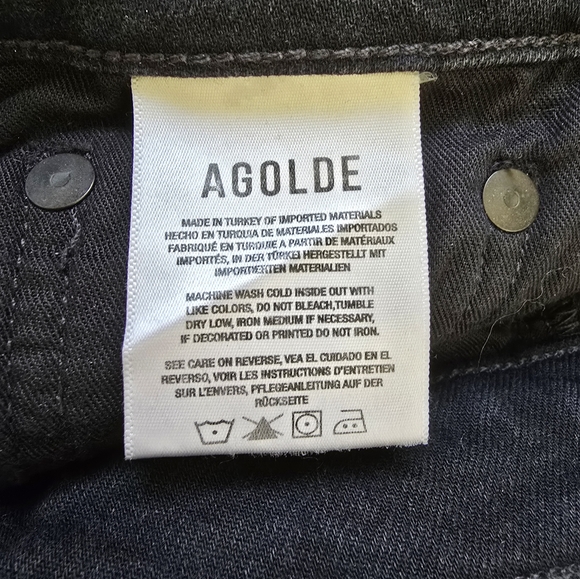 AGOLDE
MADE IN TURKEY OF IMPORTED MATERIALS
HECHO EN TURQUIA DE MATERIALES IMPORTADOS
FABRIQUÉ EN TURQUIE A PARTIR DE MATÉRIAUX
IMPORTÉS, IN DER TÜRKEI HERGESTELLT MIT
IMPORTIERTEN MATERIALIEN
MACHINE WASH COLD INSIDE OUT WITH
LIKE COLORS, DO NOT BLEACH,TUMBLE
DRY LOW, IRON MEDIUM IF NECESSARY,
IF DECORATED OR PRINTED DO NOT IRON.
SEE CARE ON REVERSE, VEA EL CUIDADO EN EL
REVERSO, VOIR LES INSTRUCTIONS D'ENTRETIEN
SUR L'ENVERS, PFLEGEANLEITUNG AUF DER
RÜCKSEITE